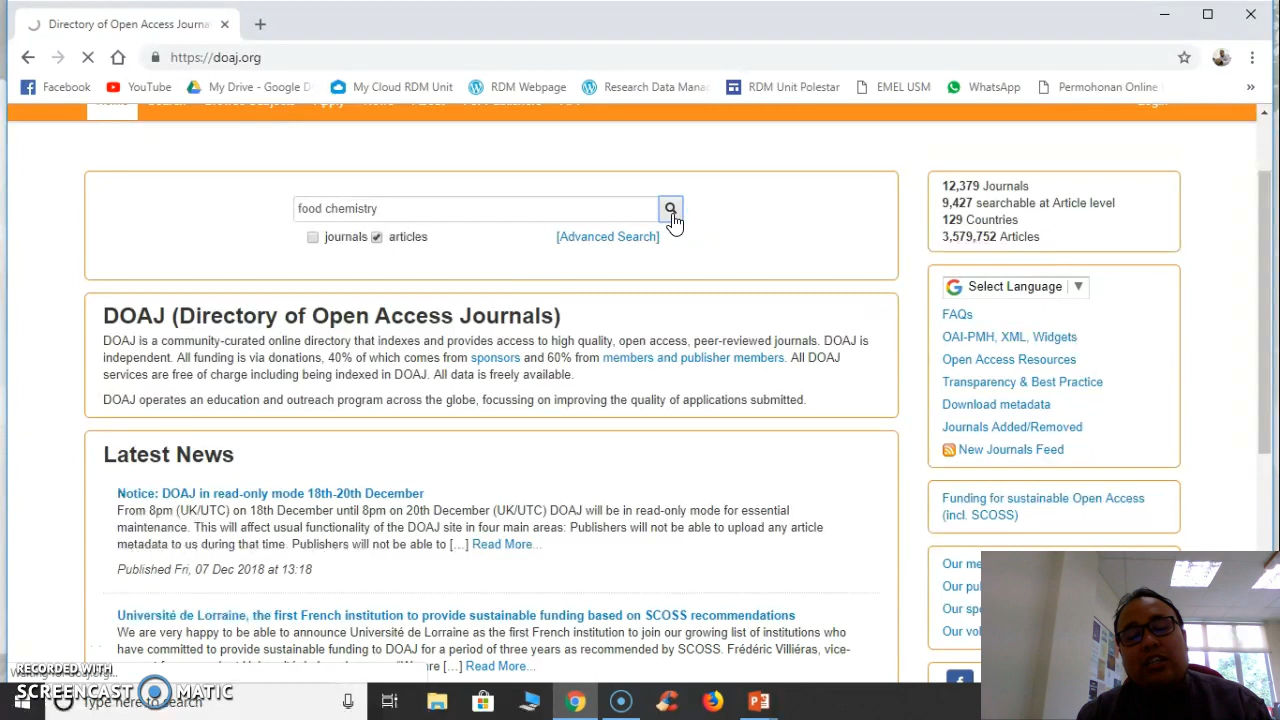 Directory of Open Access Journa
https://doaj.org
Facebook YouTube My Drive - Google D My Cloud RDM Unit RDM Webpage Research Data Mana RDM Unit Polestar EMEL USM WhatsApp Permohonan Online »
food chemistry
journals articles [Advanced Search]
12,379 Journals
9,427 searchable at Article level
129 Countries
3,579,752 Articles
Select Language ▼
FAQs
OAI-PMH, XML, Widgets
Open Access Resources
Transparency & Best Practice
Download metadata
Journals Added/Removed
New Journals Feed
Funding for sustainable Open Access
(incl. SCOSS)
Our me
Our pu
Our sp
Our vol
DOAJ (Directory of Open Access Journals)
DOAJ is a community-curated online directory that indexes and provides access to high quality, open access, peer-reviewed journals. DOAJ is
independent. All funding is via donations, 40% of which comes from sponsors and 60% from members and publisher members. All DOAJ
services are free of charge including being indexed in DOAJ. All data is freely available.
DOAJ operates an education and outreach program across the globe, focussing on improving the quality of applications submitted.
Latest News
Notice: DOAJ in read-only mode 18th-20th December
From 8pm (UK/UTC) on 18th December until 8pm on 20th December (UK/UTC) DOAJ will be in read-only mode for essential
maintenance. This will affect usual functionality of the DOAJ site in four main areas: Publishers will not be able to upload any article
metadata to us during that time. Publishers will not be able to […] Read More...
Published Fri, 07 Dec 2018 at 13:18
Université de Lorraine, the first French institution to provide sustainable funding based on SCOSS recommendations
We are very happy to be able to announce Université de Lorraine as the first French institution to join our growing list of institutions who
have committed to provide sustainable funding to DOAJ for a period of three years as recommended by SCOSS. Frédéric Villiéras, vice-
[…] Read More...
RECORDED WITH
SCREENCAST MATIC
Type here to search